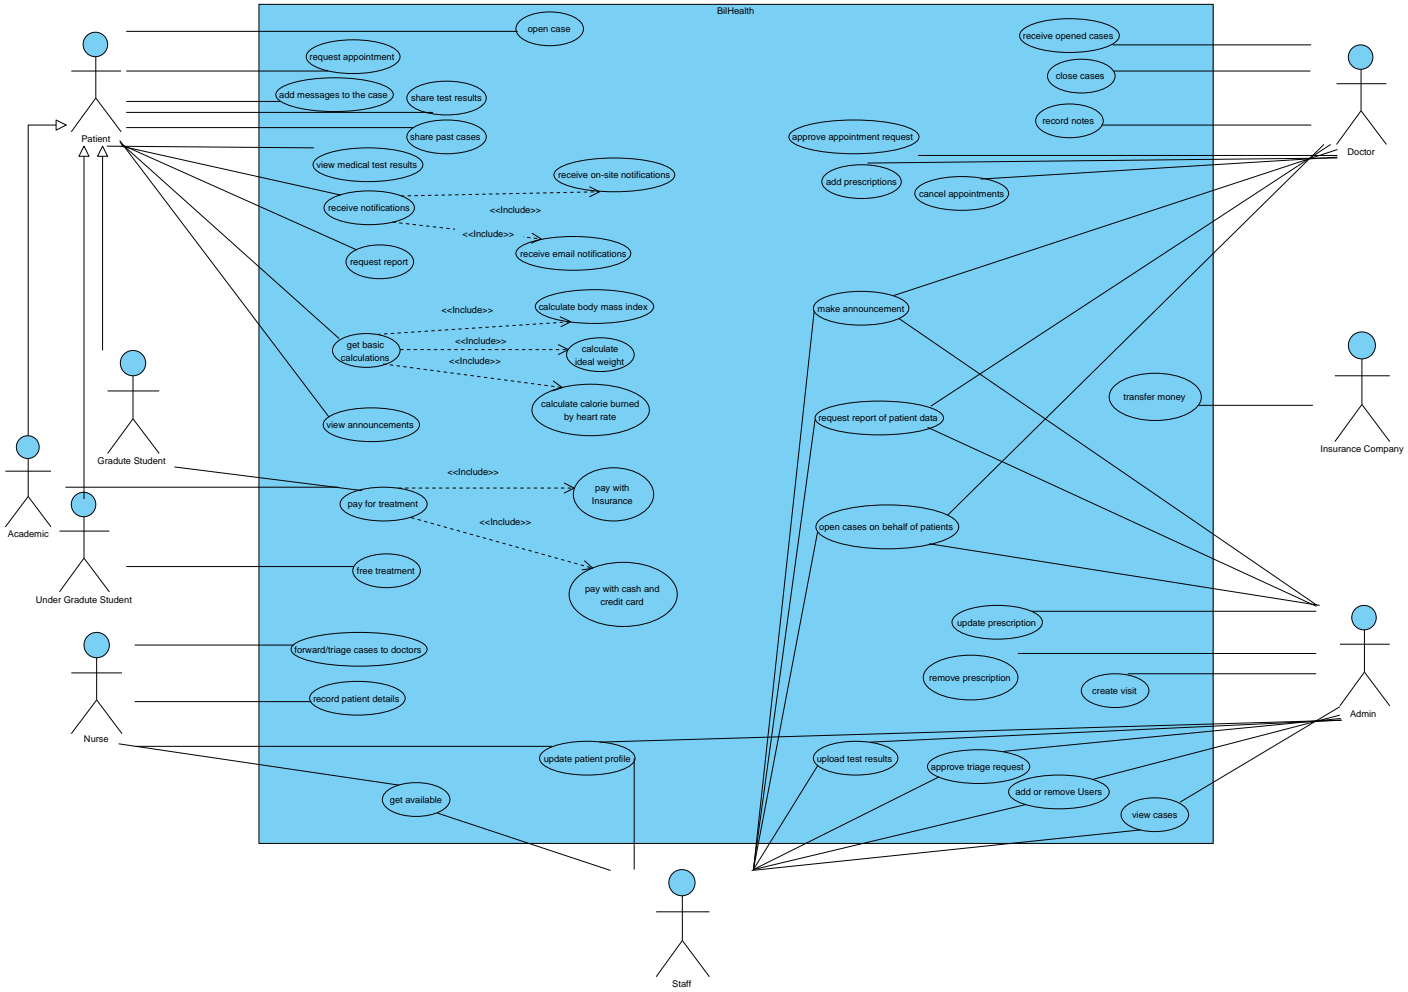 BilHealth
open case
receive opened cases
request appointment
close cases
add messages to the case
share test results
record notes
Patient
share past cases
approve appointment request
Doctor
view medical test results
receive on-site notifications
add prescriptions
cancel appointments
receive notifications
<<Include>>
<<Include>>
request report
receive email notifications
calculate body mass index
make announcement
<<Include>>
get basic
calculations
<<Include>>
calculate
ideal weight
<<Include>>
calculate calorie burned
by heart rate
transfer money
view announcements
request report of patient data
Insurance Company
Gradute Student
<<Include>>
pay with
Insurance
pay for treatment
<<Include>>
open cases on behalf of patients
Academic
free treatment
pay with cash and
credit card
Under Gradute Student
update prescription
forward/triage cases to doctors
remove prescription
create visit
record patient details
Admin
Nurse
update patient profile
upload test results
approve triage request
get available
add or remove Users
view cases
Staff